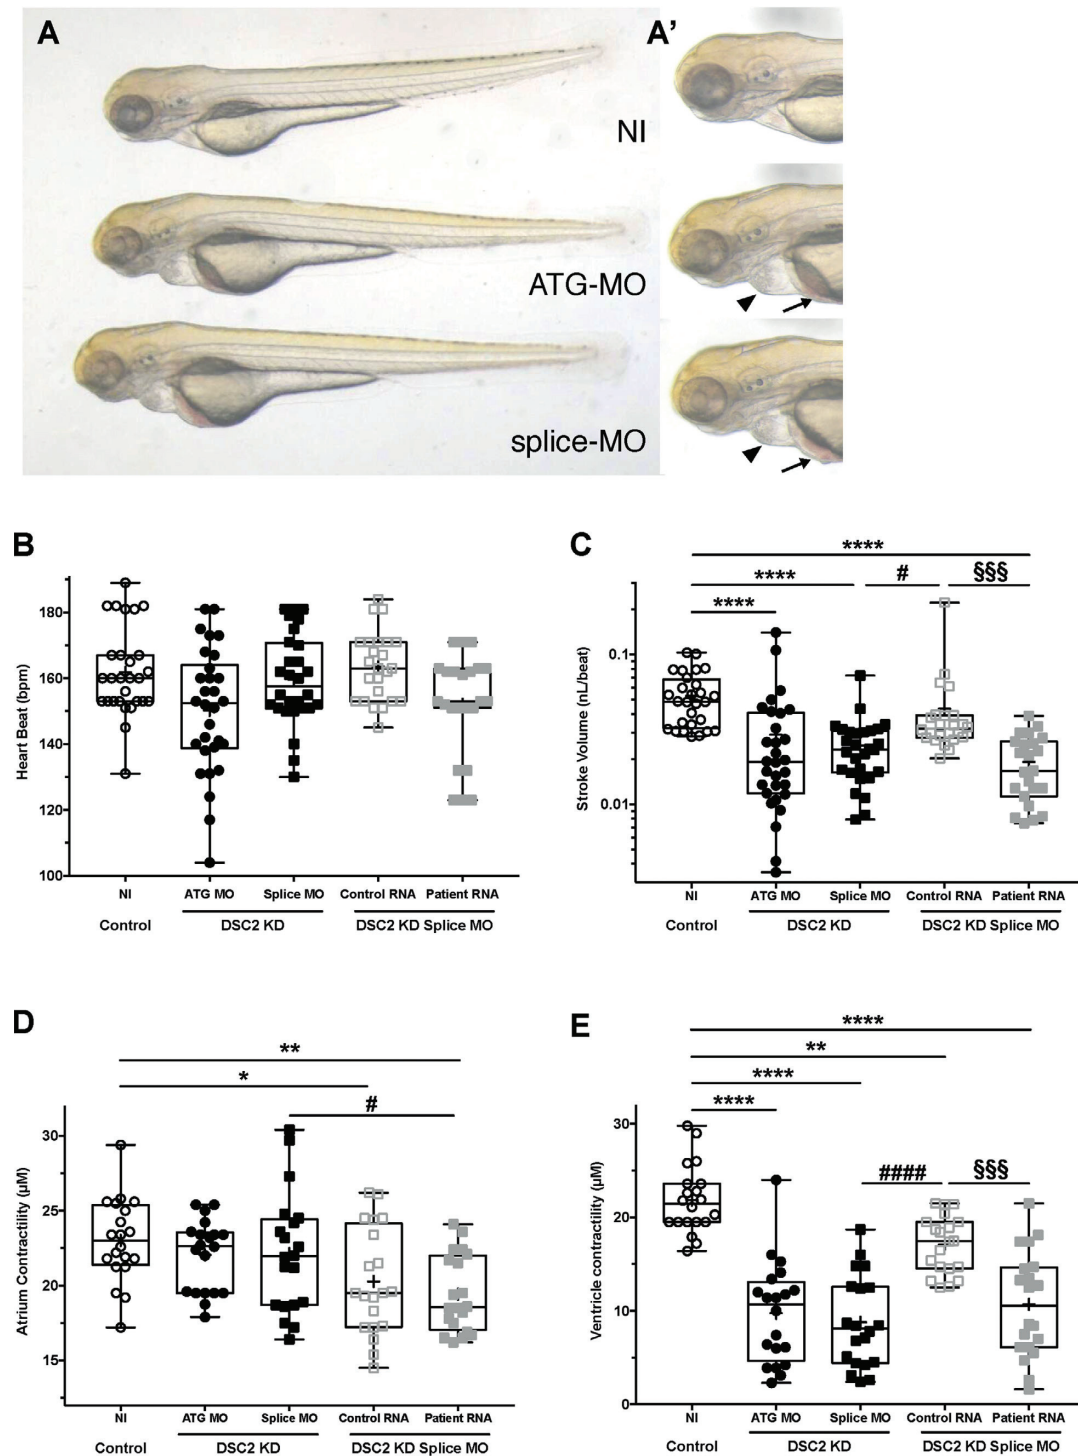 A
A'
NI
ATG-MO
splice-MO
B
Heart Beat (bpm)
180
160
140
120
100
NI
ATG MO
Splice MO
Control RNA
Patient RNA
Control
DSC2 KD
DSC2 KD Splice MO
C
****
****
#
§§§
****
Stroke Volume (nL/beat)
0.1
0.01
NI
ATG MO
Splice MO
Control RNA
Patient RNA
Control
DSC2 KD
DSC2 KD Splice MO
D
**
*
#
Atrium Contractility (µM)
30
25
20
15
NI
ATG MO
Splice MO
Control RNA
Patient RNA
Control
DSC2 KD
DSC2 KD Splice MO
E
****
**
****
****
####
§§§
Ventricle contractility (µM)
30
20
10
0
NI
ATG MO
Splice MO
Control RNA
Patient RNA
Control
DSC2 KD
DSC2 KD Splice MO